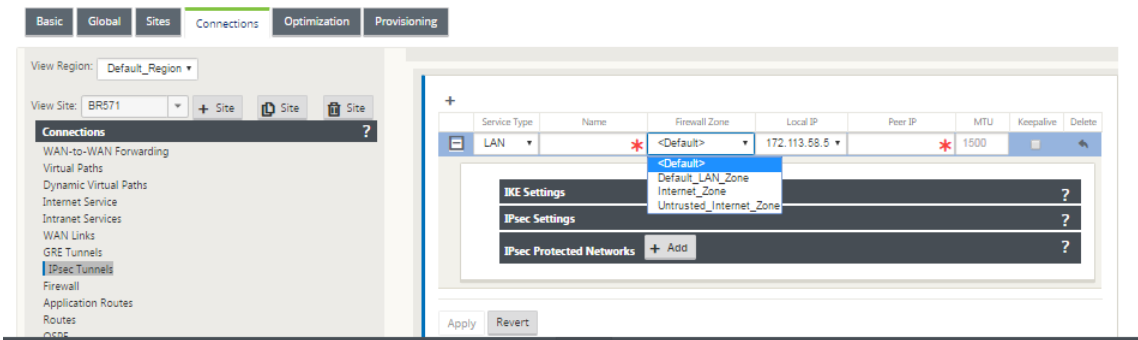 Basic Global Sites Connections Optimization Provisioning
View Region: Default_Region
View Site: BR571 + Site Site Site
Connections ?
WAN-to-WAN Forwarding
Virtual Paths
Dynamic Virtual Paths
Internet Service
Intranet Services
WAN Links
GRE Tunnels
IPsec Tunnels
Firewall
Application Routes
Routes
OSPF
+
Service Type Name Firewall Zone Local IP Peer IP MTU Keepalive Delete
LAN * <Default> 172.113.58.5 * 1500
<Default>
Default_LAN_Zone
Internet_Zone
Untrusted_Internet_Zone
IKE Settings ?
IPsec Settings ?
IPsec Protected Networks + Add ?
Apply Revert